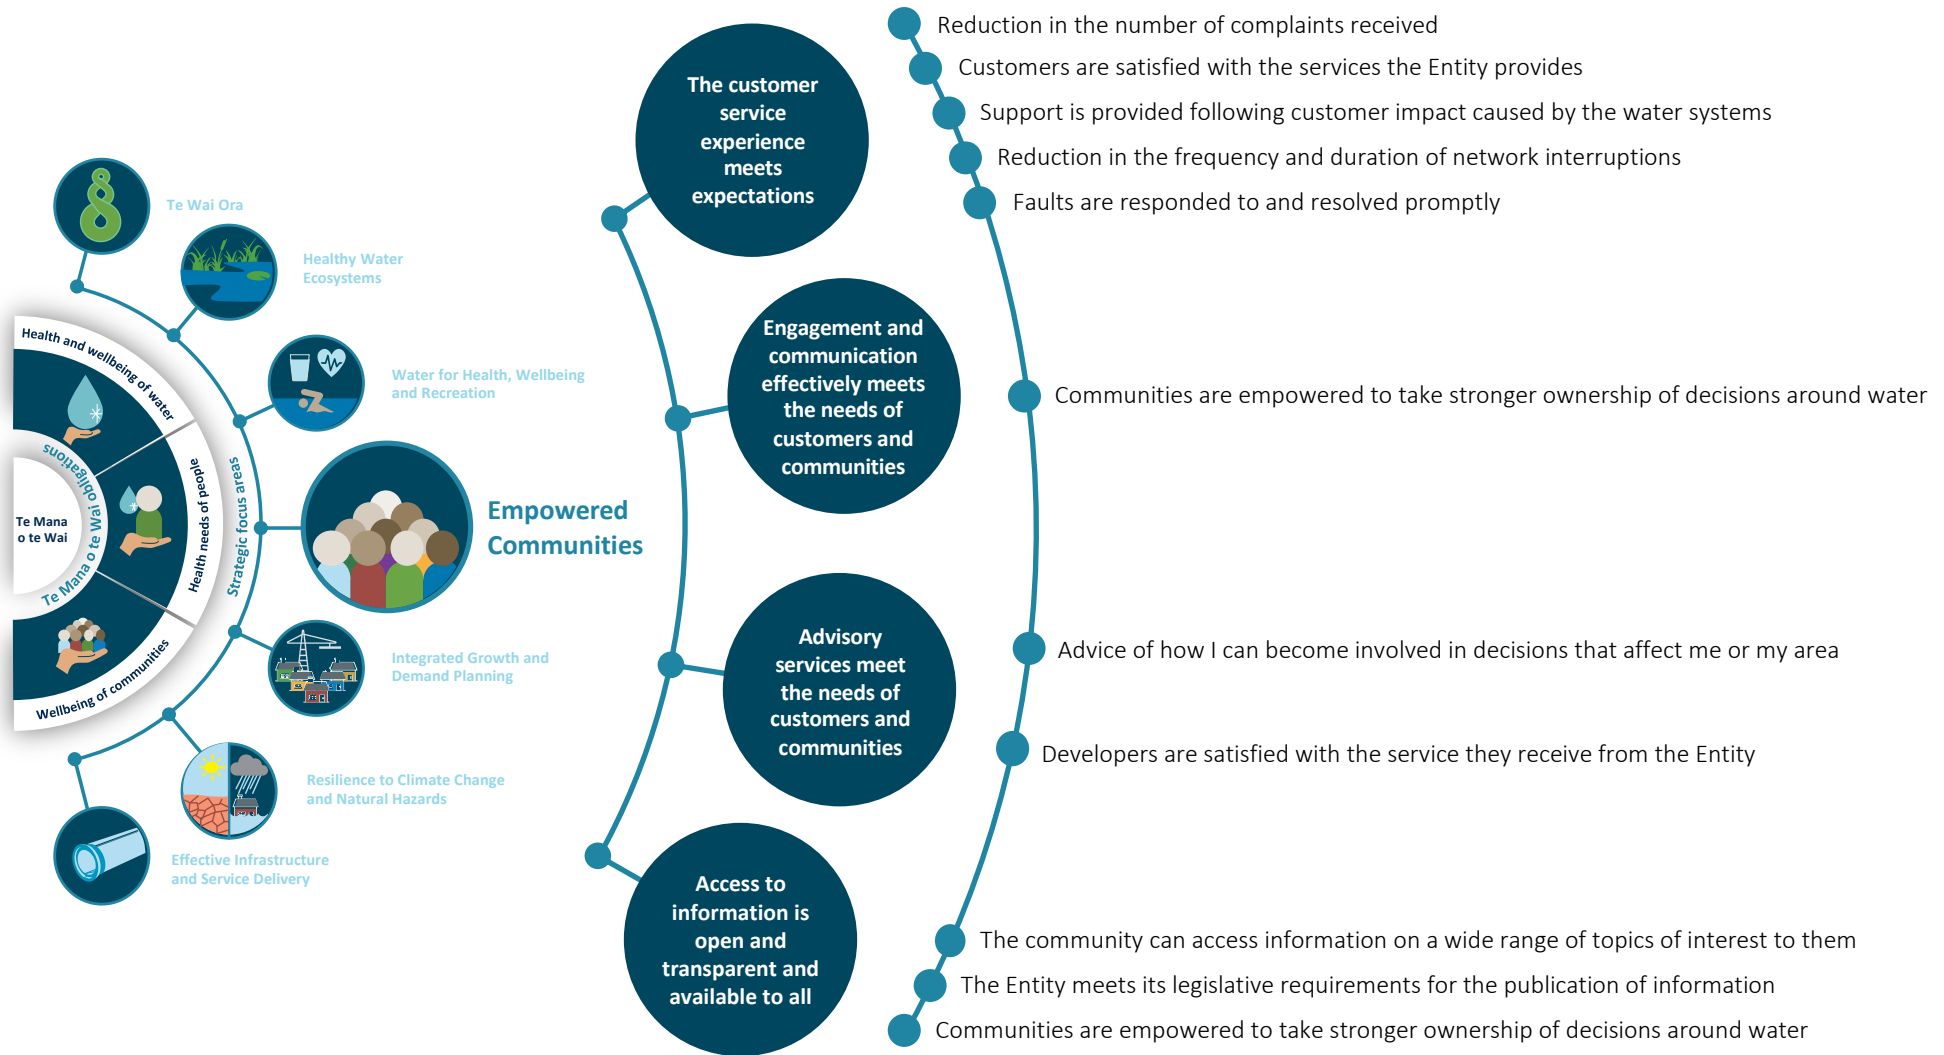 Te Mana
o te Wai
Te Mana o te Wai obligations
Health and wellbeing of water
Health needs of people
Wellbeing of communities
Strategic focus areas
Te Wai Ora
Healthy Water
Ecosystems
Water for Health, Wellbeing
and Recreation
Empowered
Communities
Integrated Growth and
Demand Planning
Resilience to Climate Change
and Natural Hazards
Effective Infrastructure
and Service Delivery
The customer
service
experience
meets
expectations
Engagement and
communication
effectively meets
the needs of
customers and
communities
Advisory
services meet
the needs of
customers and
communities
Access to
information is
open and
transparent and
available to all
Reduction in the number of complaints received
Customers are satisfied with the services the Entity provides
Support is provided following customer impact caused by the water systems
Reduction in the frequency and duration of network interruptions
Faults are responded to and resolved promptly
Communities are empowered to take stronger ownership of decisions around water
Advice of how I can become involved in decisions that affect me or my area
Developers are satisfied with the service they receive from the Entity
The community can access information on a wide range of topics of interest to them
The Entity meets its legislative requirements for the publication of information
Communities are empowered to take stronger ownership of decisions around water